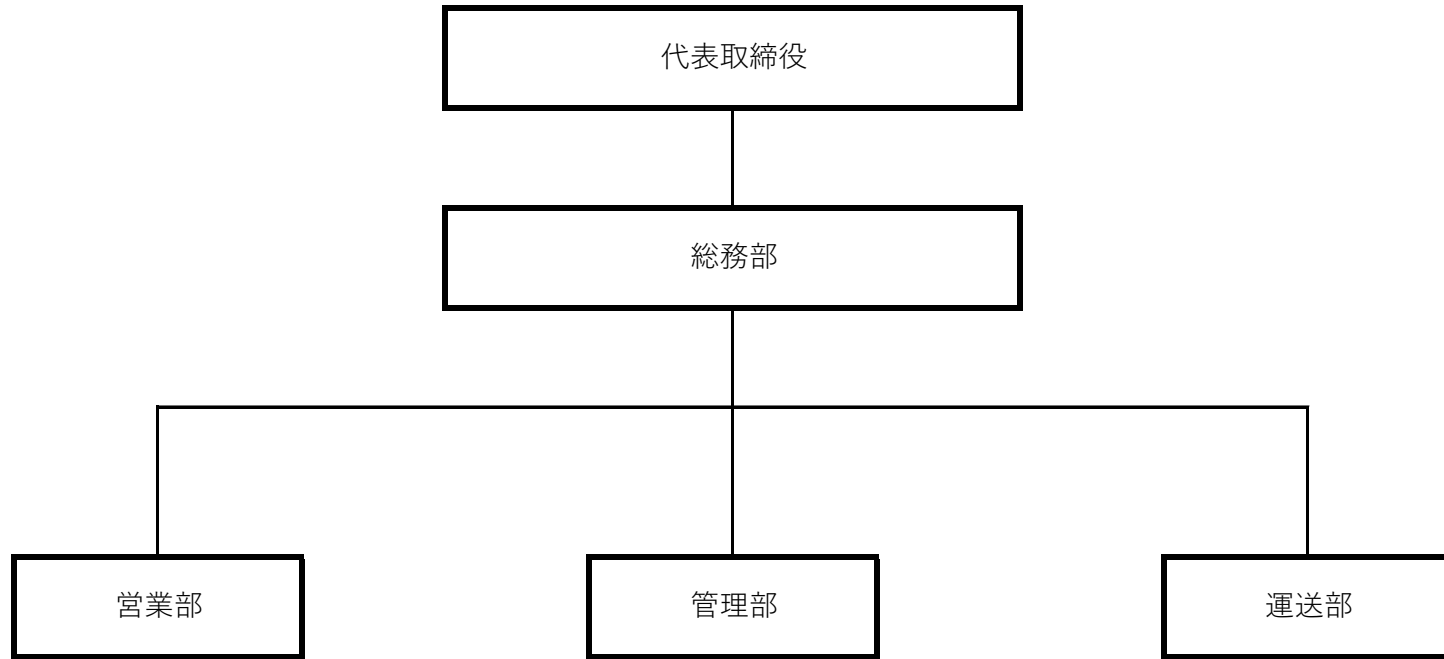 代表取締役
総務部
営業部
管理部
運送部